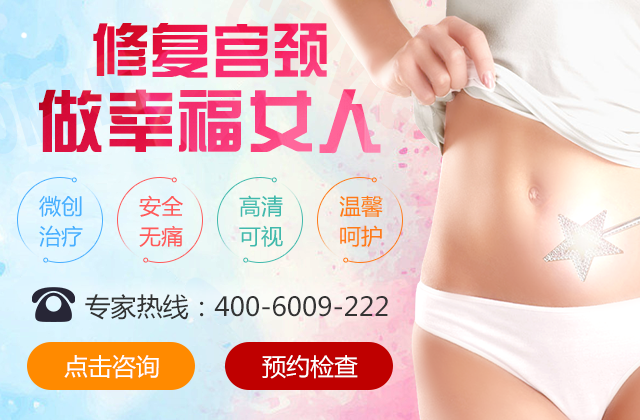 修复宫颈
做幸福女人
微创
治疗
安全
无痛
高清
可视
温馨
呵护
专家热线：400-6009-222
点击咨询
预约检查